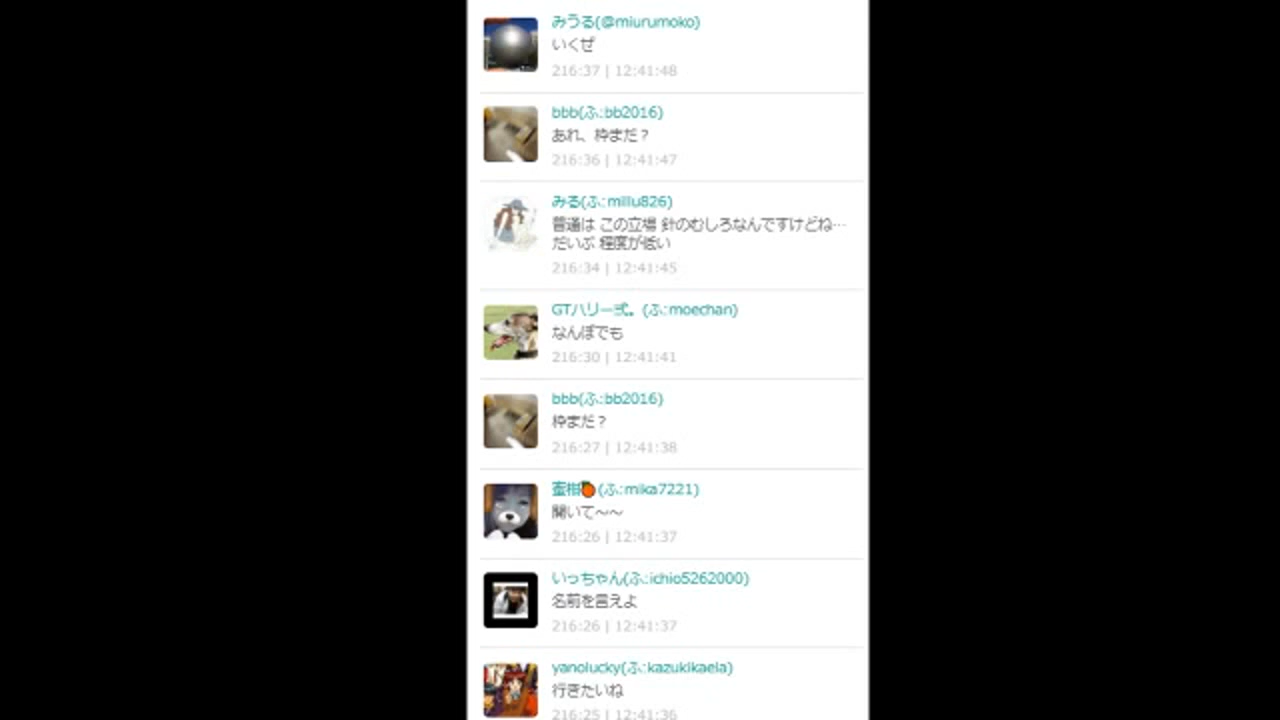 みうる(@miurumoko)
いくぜ
216:37 | 12:41:48
bbb(ふ:bb2016)
あれ、枠まだ？
216:36 | 12:41:47
みる(ふ:millu826)
普通は この立場 針のむしろなんですけどね…
だいぶ 程度が低い
216:34 | 12:41:45
GTハリー弐。(ふ:moechan)
なんぼでも
216:30 | 12:41:41
bbb(ふ:bb2016)
枠まだ？
216:27 | 12:41:38
蜜柑🍊(ふ:mika7221)
開いて～～
216:26 | 12:41:37
いっちゃん(ふ:ichio5262000)
名前を言えよ
216:26 | 12:41:37
yanolucky(ふ:kazukikaela)
行きたいね
216:25 | 12:41:36